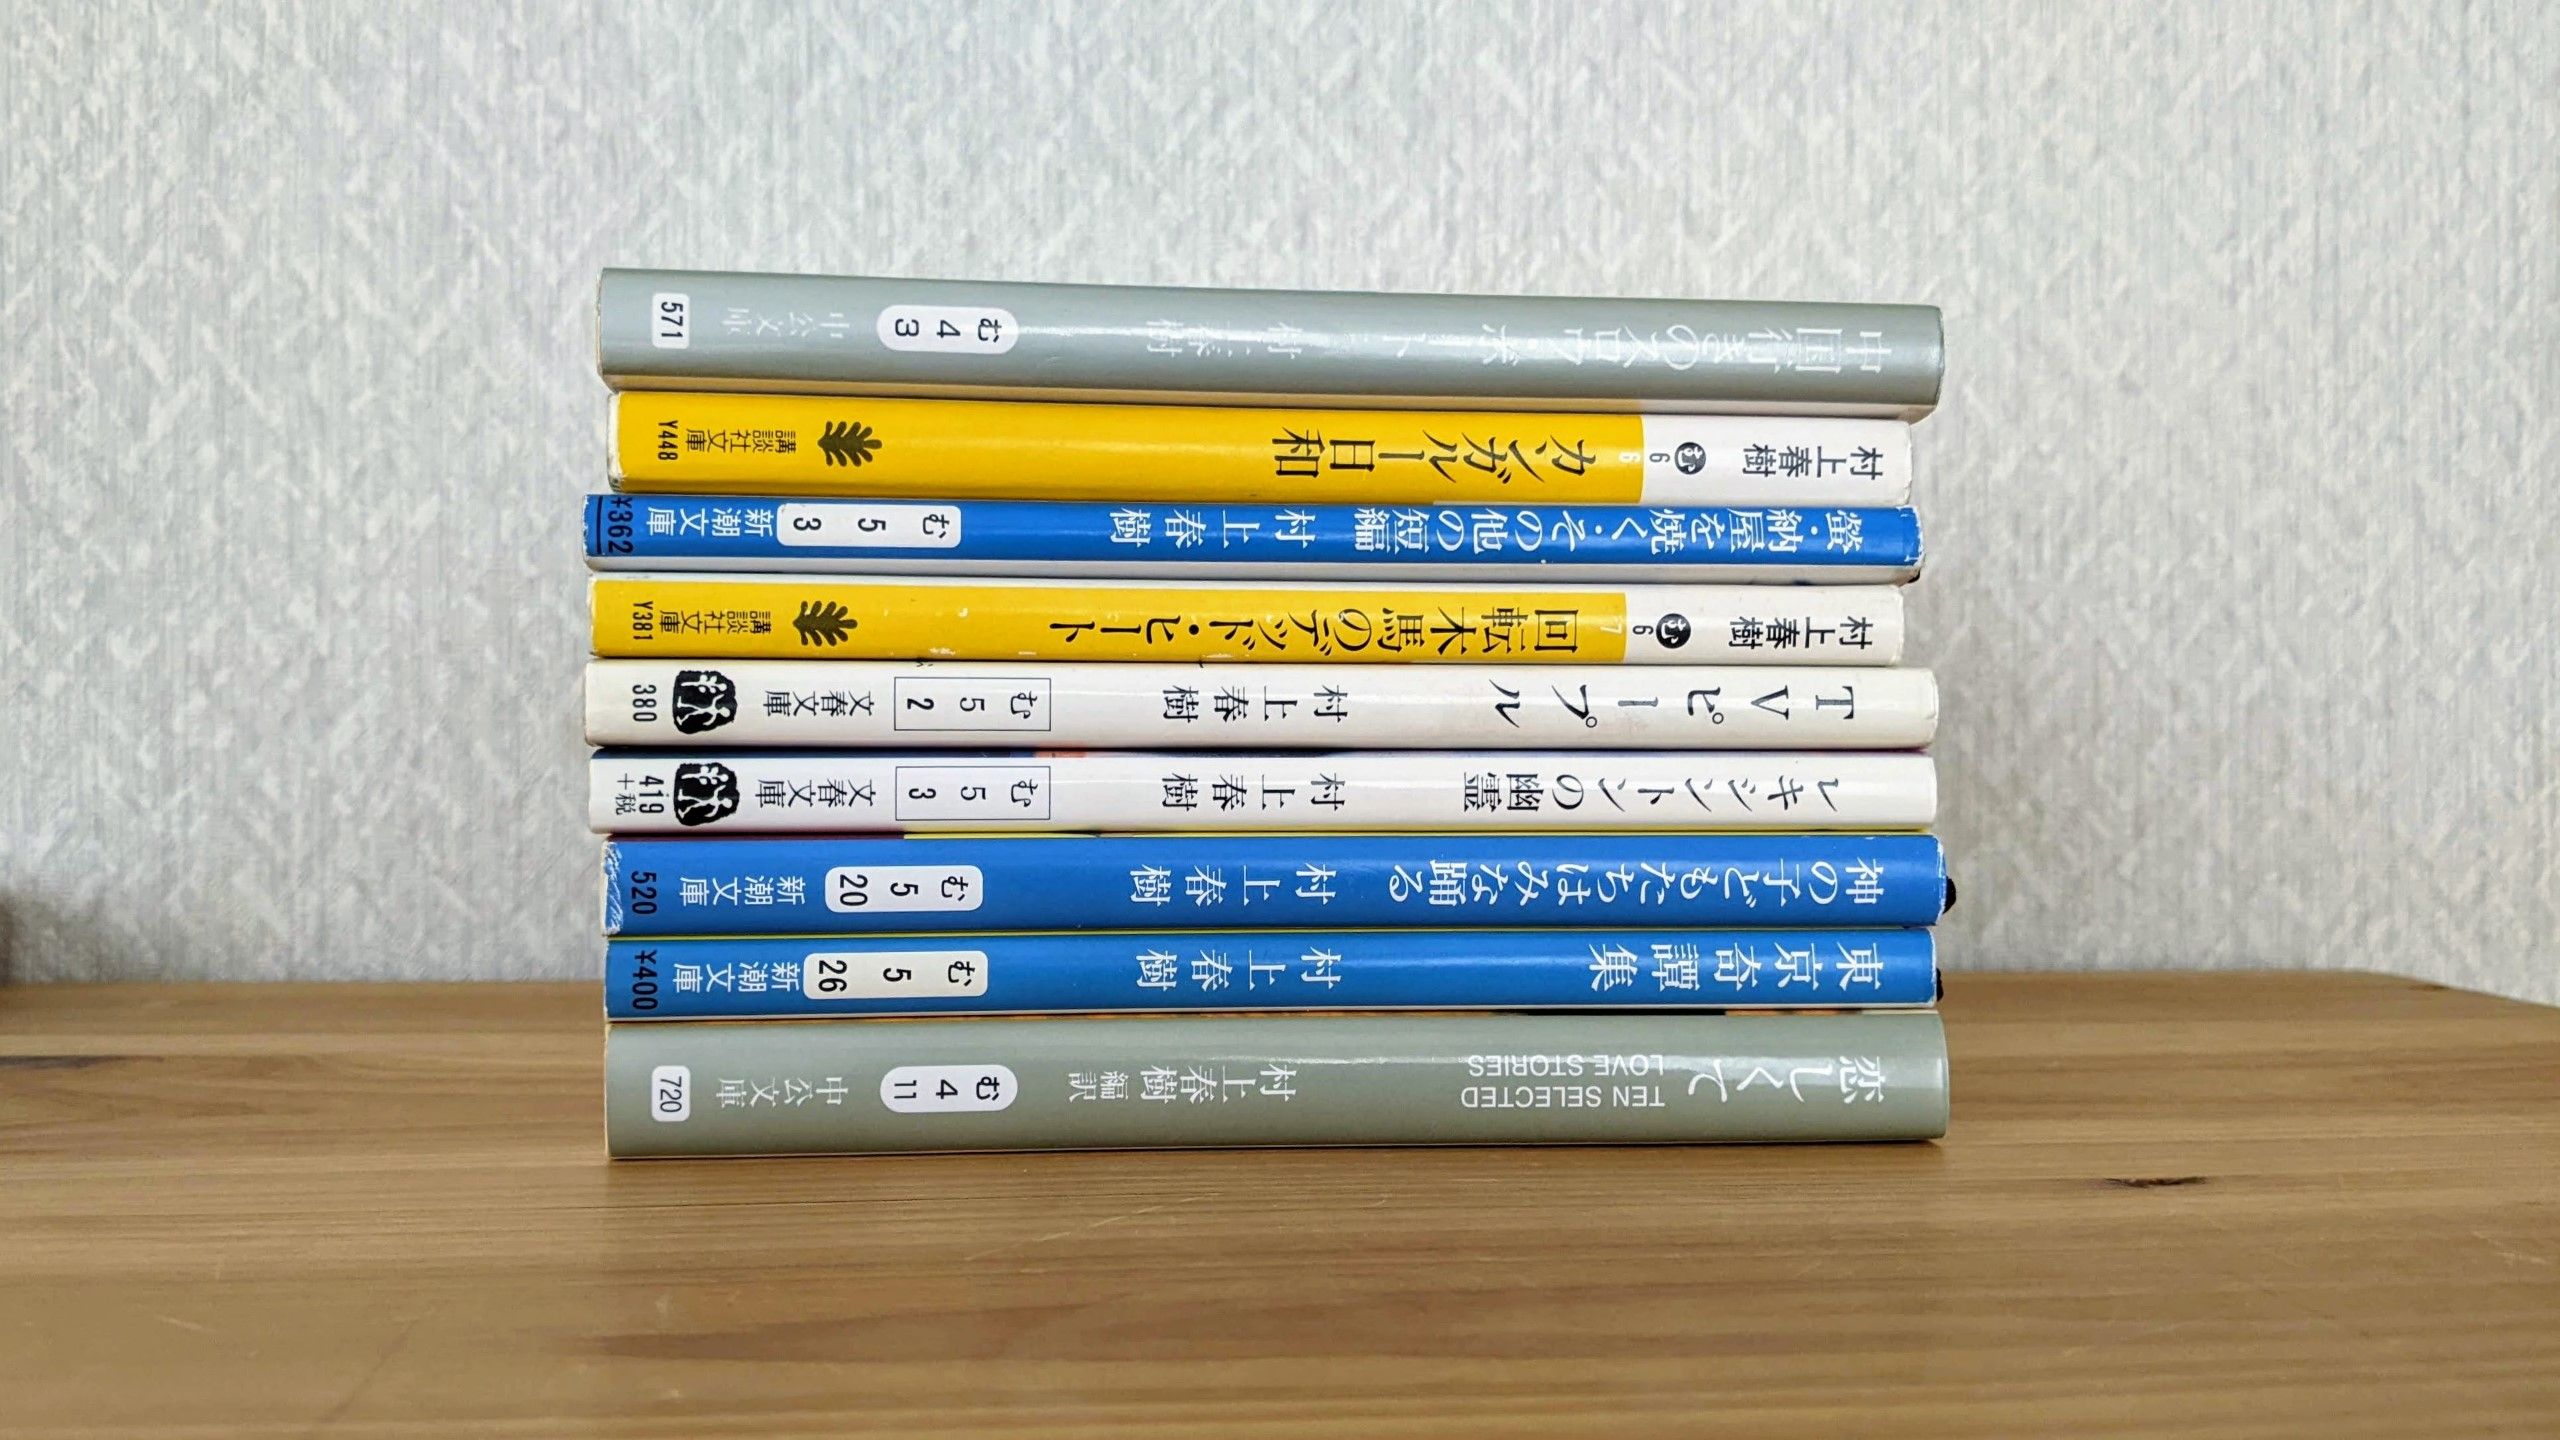 中国行きのスロウ・ボート 村上春樹 む 4 3 中公文庫 571
村上春樹 む 6 6 カンガルー日和 講談社文庫 ¥448
螢・納屋を焼く・その他の短編 村上春樹 む 5 3 新潮文庫 ¥362
村上春樹 む 6 7 回転木馬のデッド・ヒート 講談社文庫 ¥381
TVピープル 村上春樹 む 5 2 文春文庫 380
レキシントンの幽霊 村上春樹 む 5 3 文春文庫 419 +税
神の子どもたちはみな踊る 村上春樹 む 5 20 新潮文庫 520
東京奇譚集 村上春樹 む 5 26 新潮文庫 ¥400
恋しくて TEN SELECTED LOVE STORIES 村上春樹 編訳 む 4 11 中公文庫 720